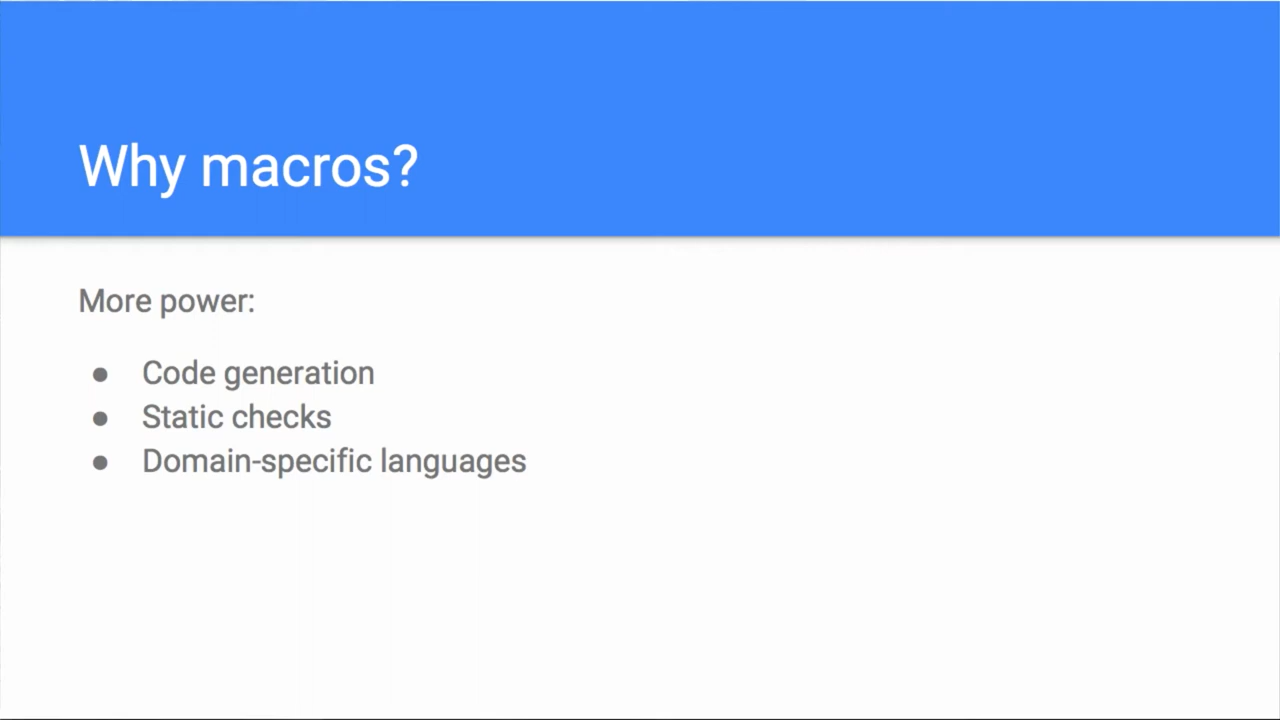 Why macros?
More power:
● Code generation
● Static checks
● Domain-specific languages